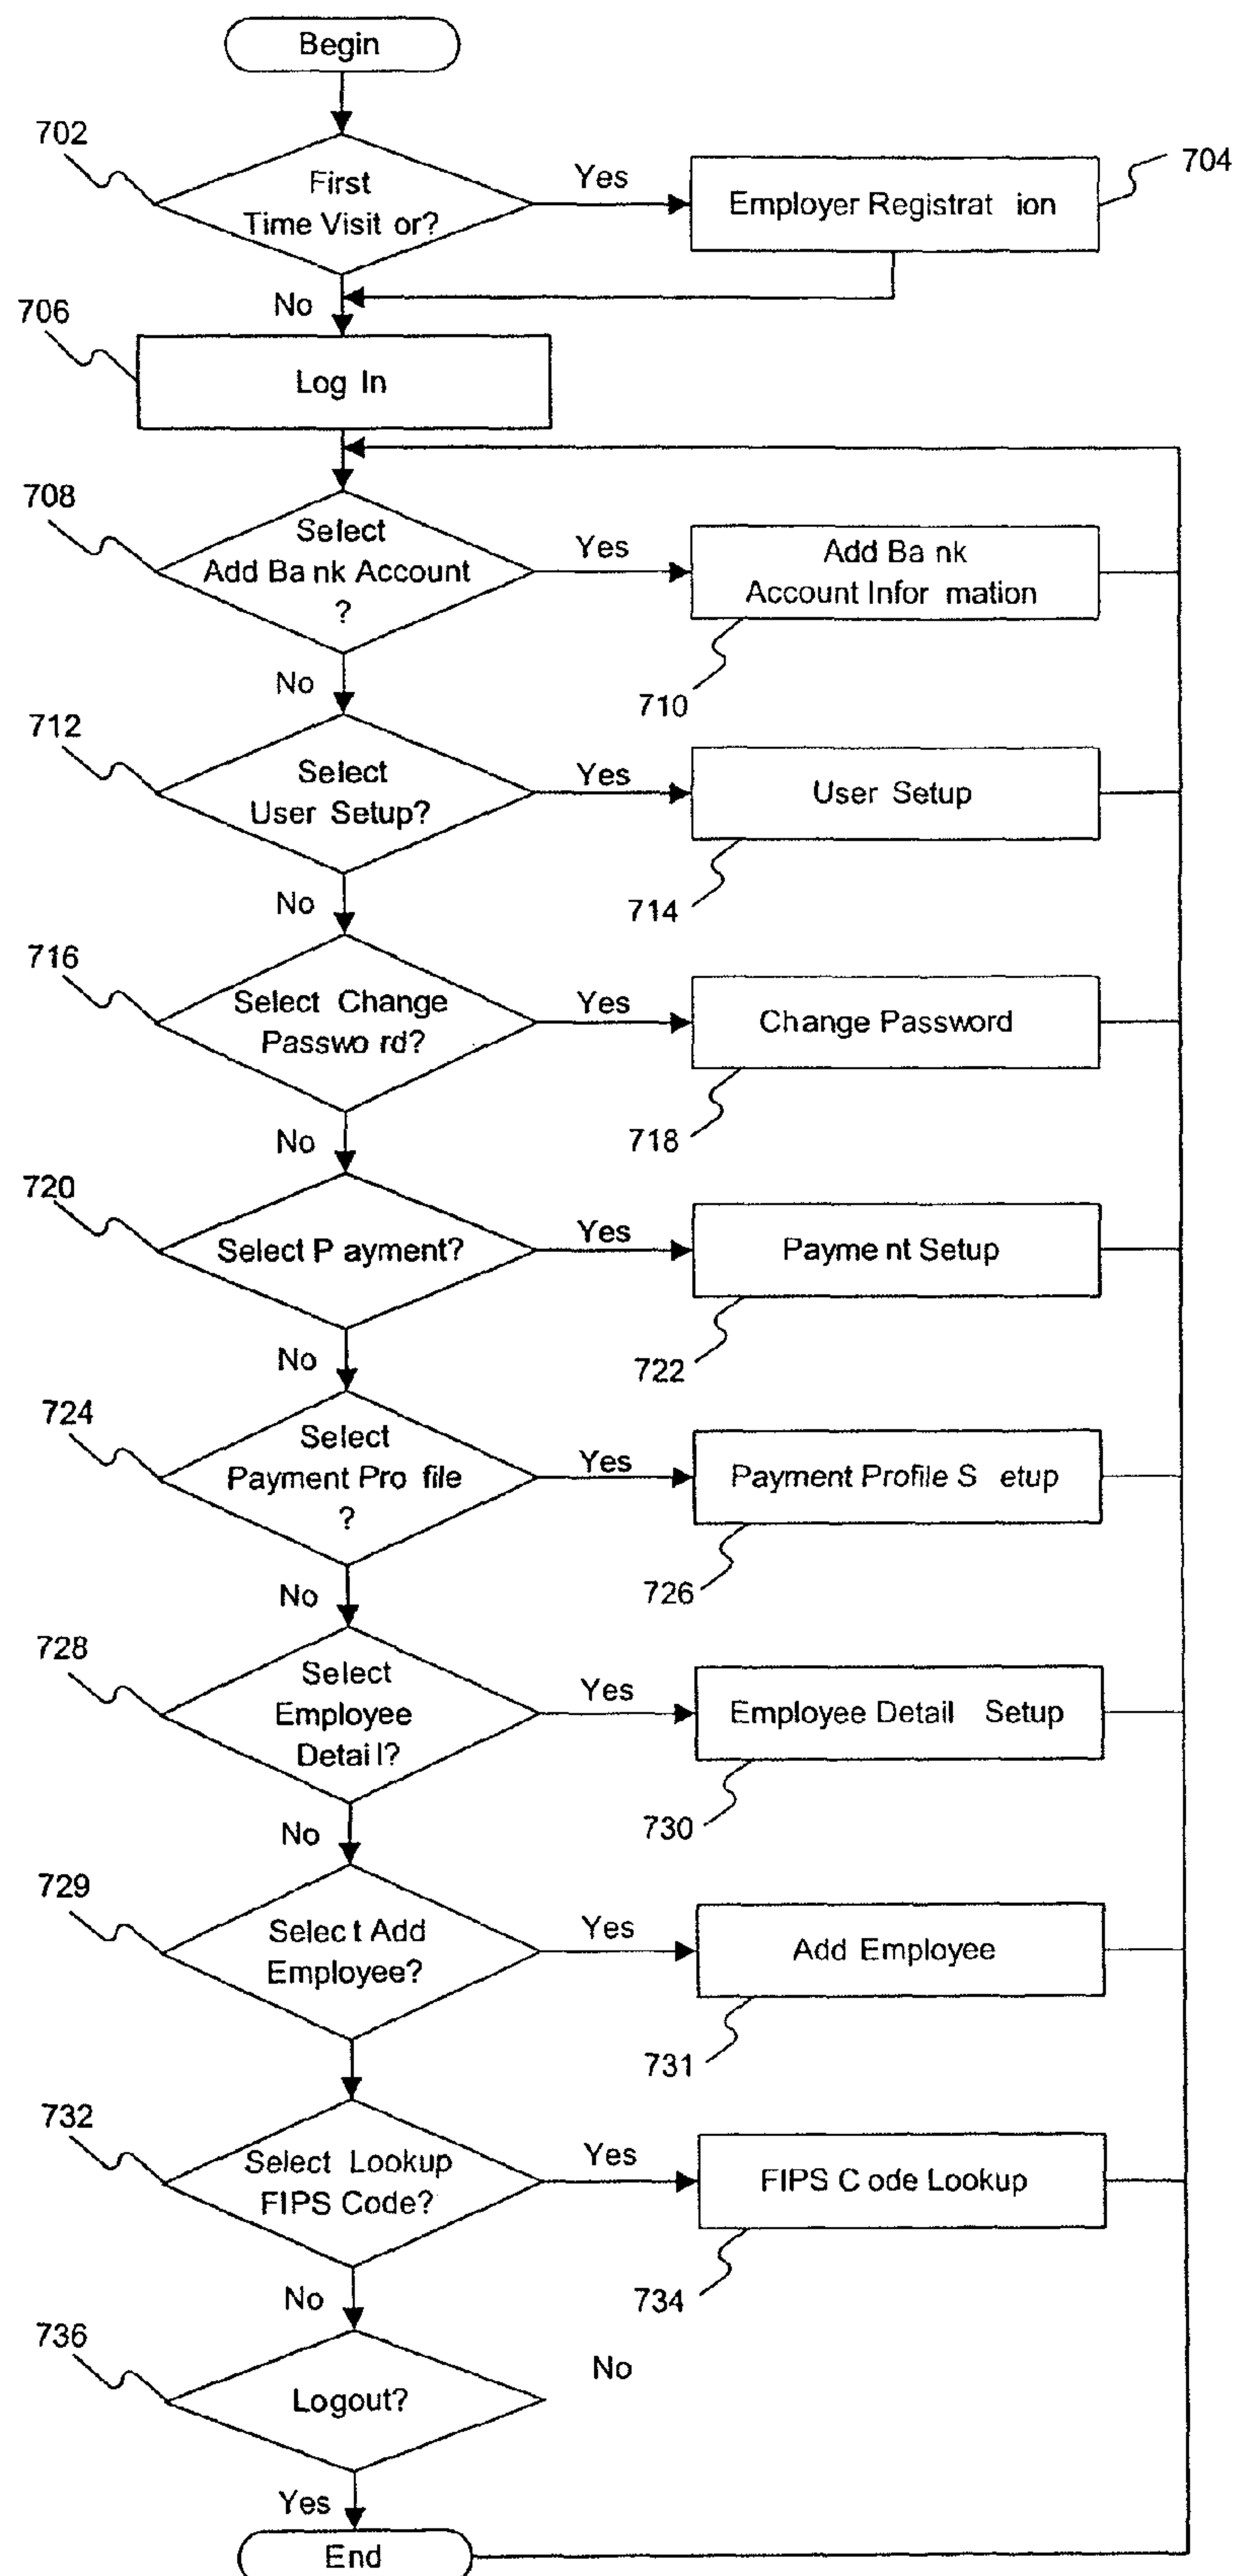 Begin
702
First
Time Visit or?
Yes
Employer Registrat ion
704
No
706
Log In
708
Select
Add Ba nk Account
?
Yes
Add Ba nk
Account Infor mation
710
No
712
Select
User Setup?
Yes
User Setup
714
No
716
Select Change
Passwo rd?
Yes
Change Password
718
No
720
Select P ayment?
Yes
Payme nt Setup
722
No
724
Select
Payment Pro file
?
Yes
Payment Profile S etup
726
No
728
Select
Employee
Detai l?
Yes
Employee Detail Setup
730
No
729
Selec t Add
Employee?
Yes
Add Employee
731
732
Select Lookup
FIPS Code?
Yes
FIPS C ode Lookup
734
No
736
Logout?
No
Yes
End